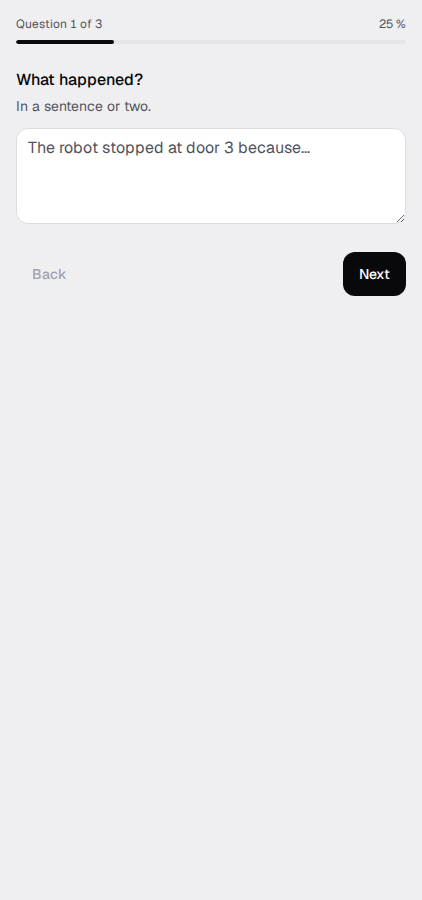 Question 1 of 3
25 %
What happened?
In a sentence or two.
The robot stopped at door 3 because...
Back
Next